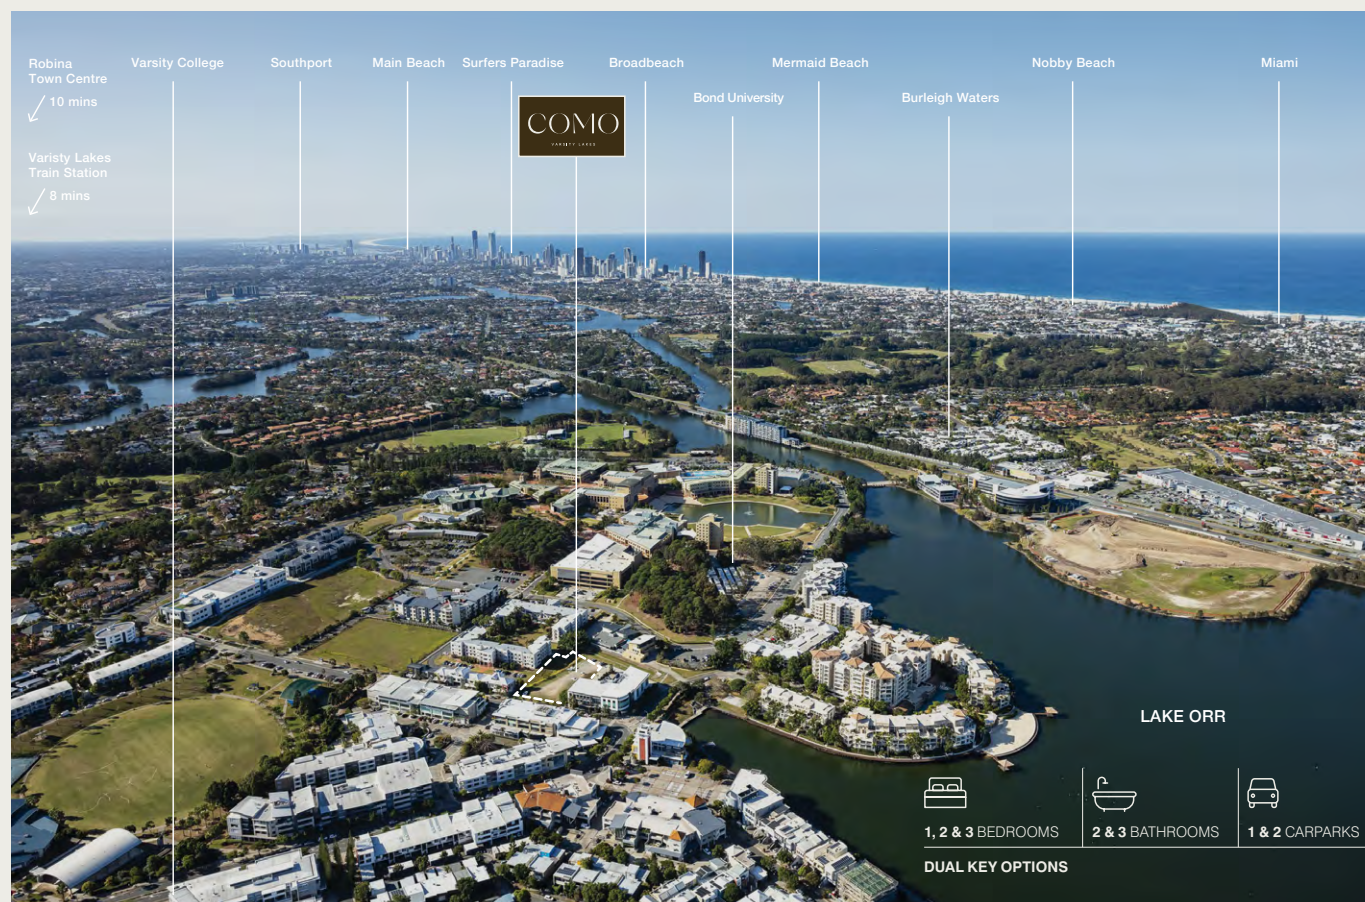 Robina
Town Centre
10 mins
Varisty Lakes
Train Station
8 mins
Varsity College
Southport
Main Beach
Surfers Paradise
COMO
VARSITY LAKES
Broadbeach
Bond University
Mermaid Beach
Burleigh Waters
Nobby Beach
Miami
LAKE ORR
1, 2 & 3 BEDROOMS
2 & 3 BATHROOMS
1 & 2 CARPARKS
DUAL KEY OPTIONS